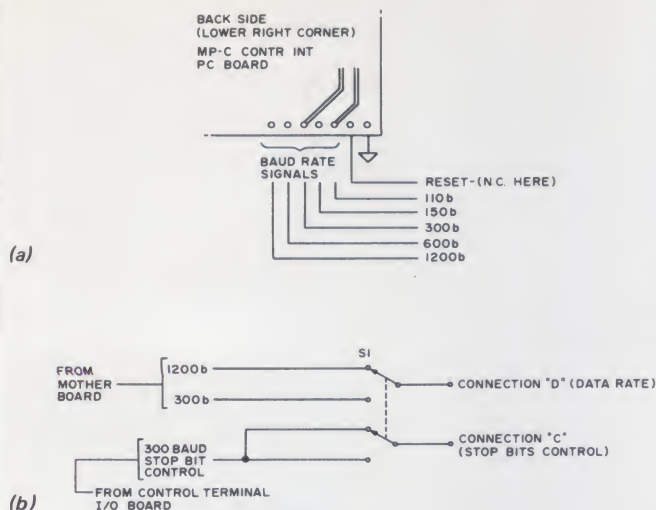 BACK SIDE
(LOWER RIGHT CORNER)
MP-C CONTR INT
PC BOARD
BAUD RATE
SIGNALS
RESET-(N.C. HERE)
110b
150b
300b
600b
1200b
(a)
S1
FROM
MOTHER
BOARD
1200b
300b
CONNECTION "D" (DATA RATE)
300 BAUD
STOP BIT
CONTROL
CONNECTION "C"
(STOP BITS CONTROL)
FROM CONTROL TERMINAL
I/O BOARD
(b)